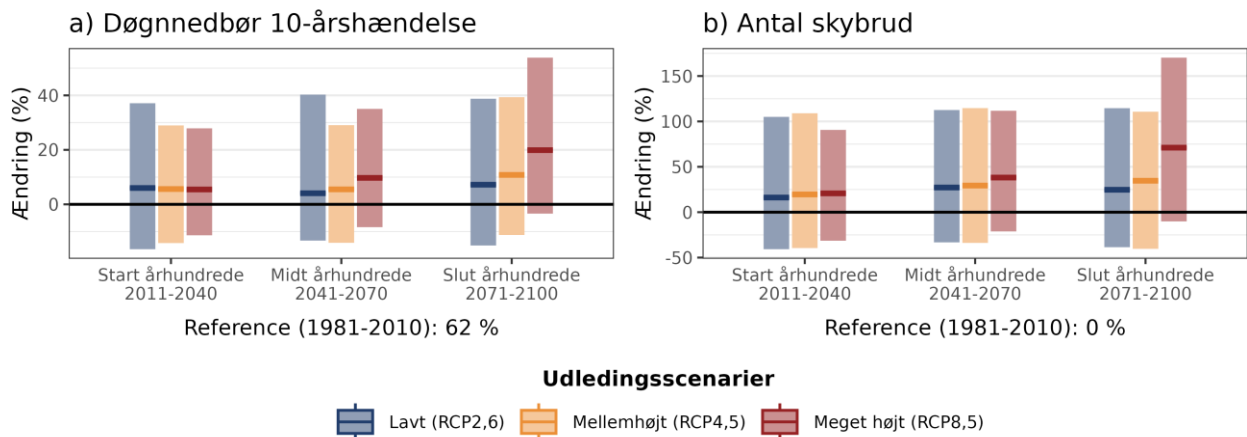 a) Døgnnedbør 10-årshændelse
Ændring (%)
40
20
0
Start århundrede
2011-2040
Midt århundrede
2041-2070
Slut århundrede
2071-2100
Reference (1981-2010): 62 %
b) Antal skybrud
Ændring (%)
150
100
50
0
-50
Start århundrede
2011-2040
Midt århundrede
2041-2070
Slut århundrede
2071-2100
Reference (1981-2010): 0 %
Udledingsscenarier
Lavt (RCP2,6)
Mellemhøjt (RCP4,5)
Meget højt (RCP8,5)